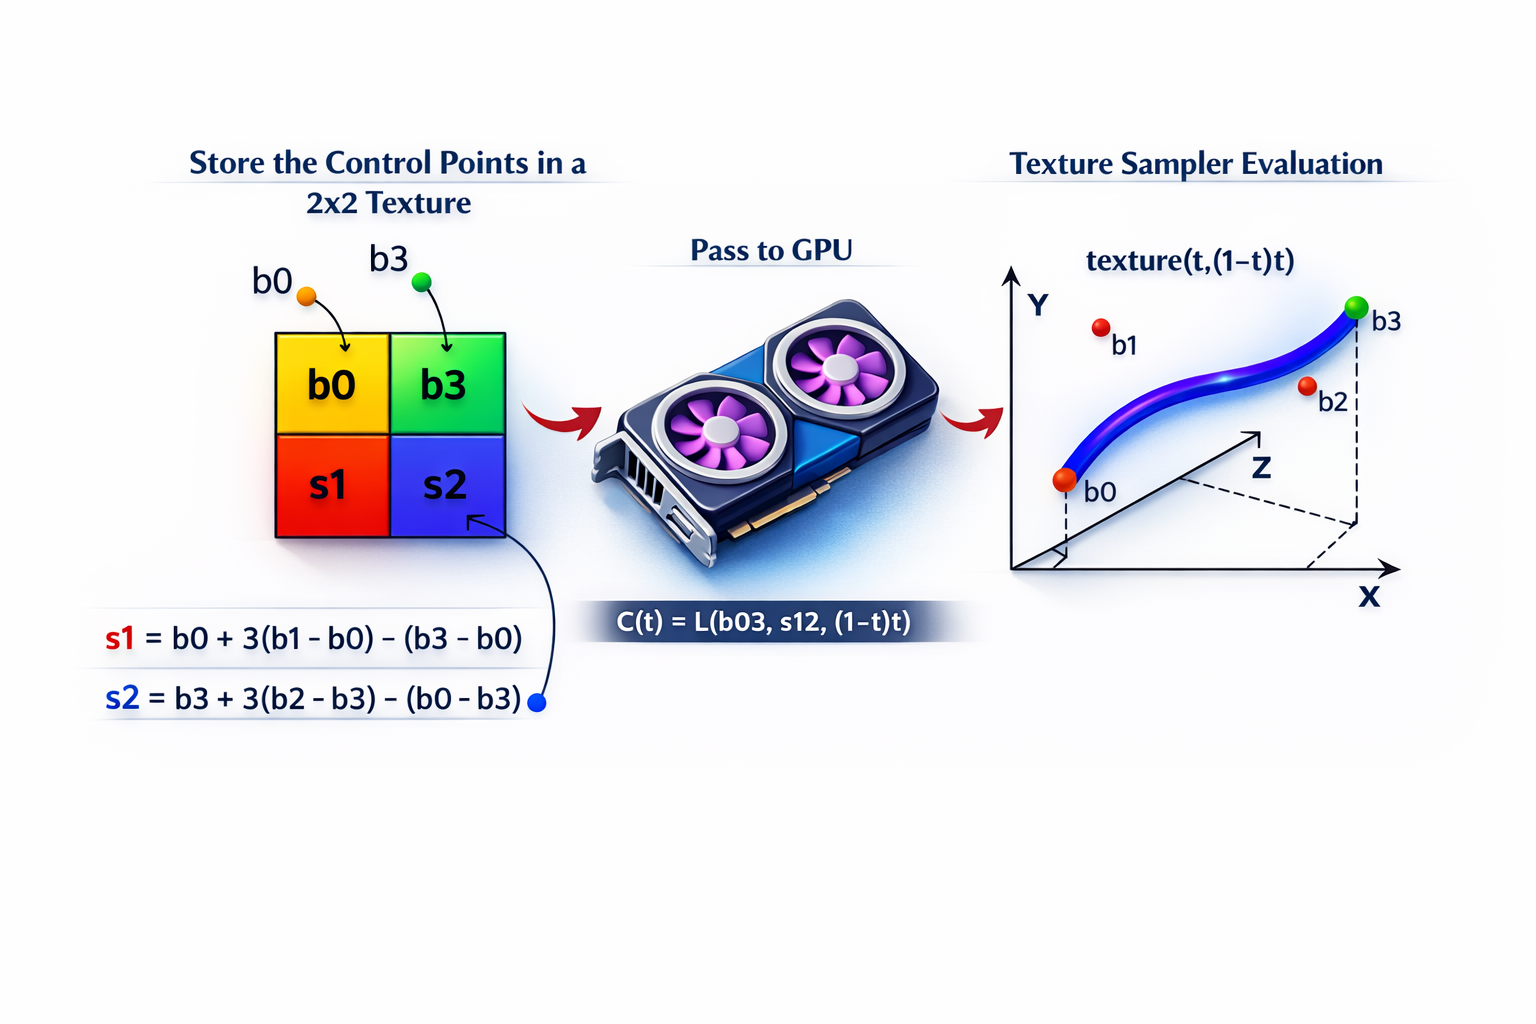 Store the Control Points in a
2x2 Texture
b0
b3
b0 b3
s1 s2
s1 = b0 + 3(b1 - b0) - (b3 - b0)
s2 = b3 + 3(b2 - b3) - (b0 - b3)
Pass to GPU
C(t) = L(b03, s12, (1-t)t)
Texture Sampler Evaluation
texture(t,(1-t)t)
Y
b1
b3
b2
Z
b0
X